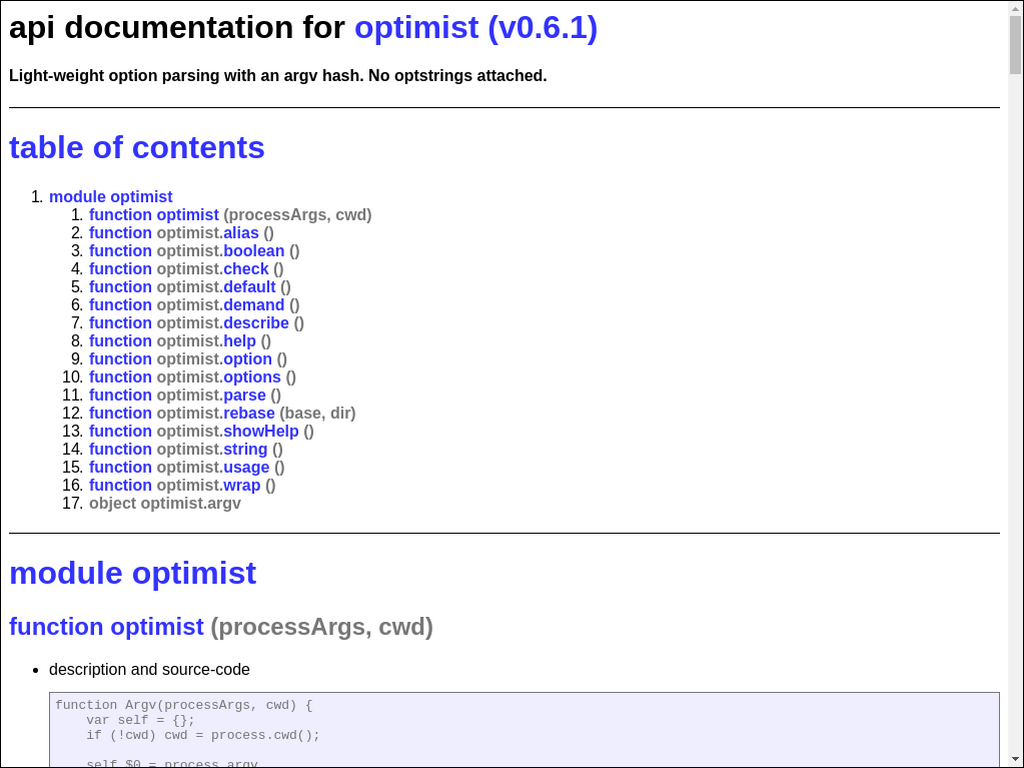 api documentation for optimist (v0.6.1)
Light-weight option parsing with an argv hash. No optstrings attached.
table of contents
1. module optimist
1. function optimist (processArgs, cwd)
2. function optimist.alias ()
3. function optimist.boolean ()
4. function optimist.check ()
5. function optimist.default ()
6. function optimist.demand ()
7. function optimist.describe ()
8. function optimist.help ()
9. function optimist.option ()
10. function optimist.options ()
11. function optimist.parse ()
12. function optimist.rebase (base, dir)
13. function optimist.showHelp ()
14. function optimist.string ()
15. function optimist.usage ()
16. function optimist.wrap ()
17. object optimist.argv
module optimist
function optimist (processArgs, cwd)
• description and source-code
function Argv(processArgs, cwd) {
    var self = {};
    if (!cwd) cwd = process.cwd();
    self.$0 = process.argv